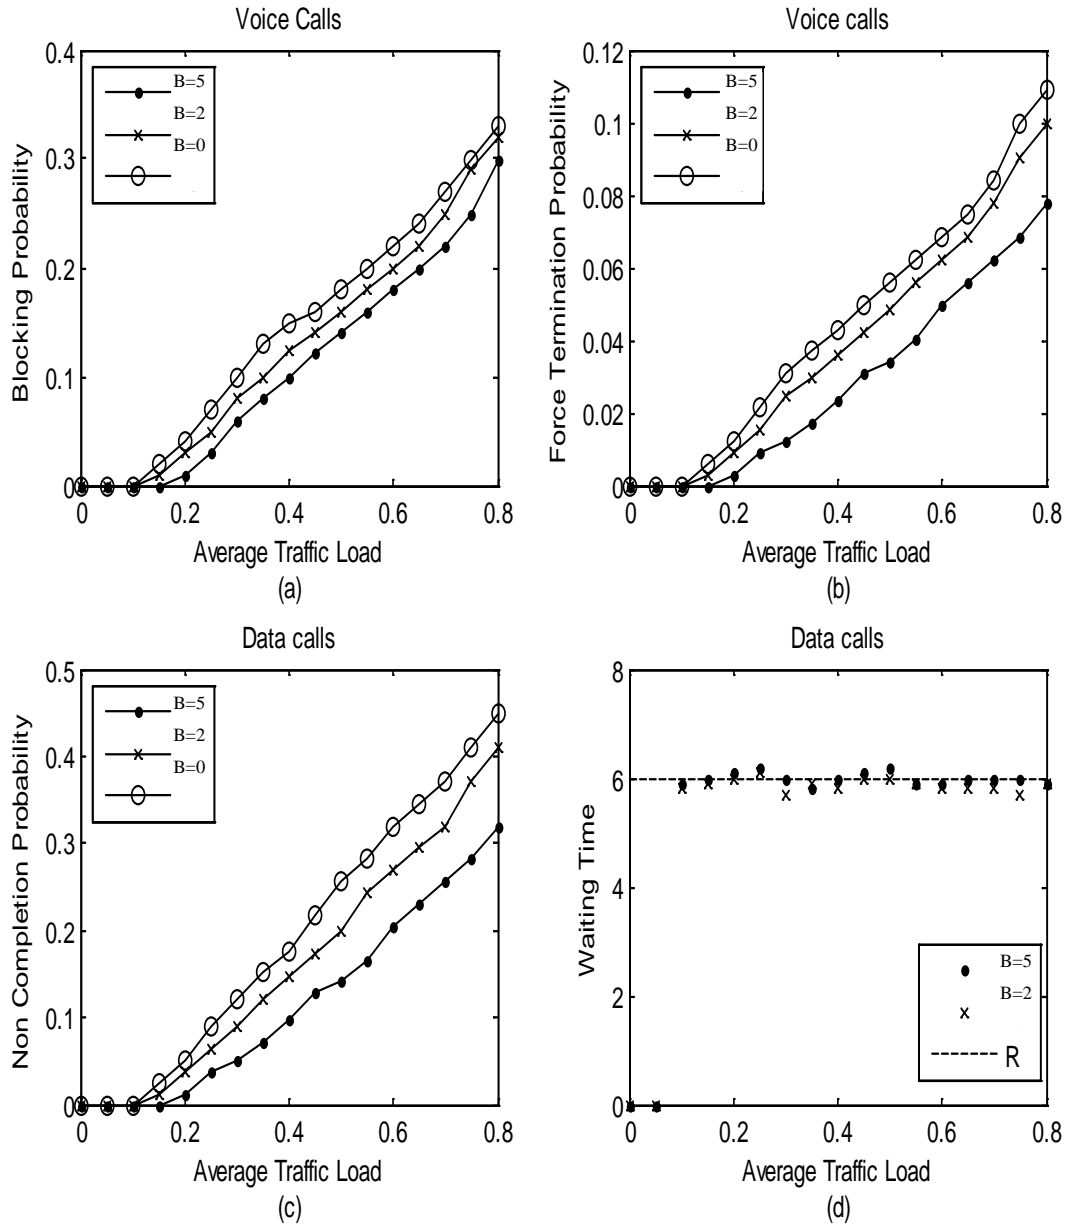 Voice Calls
0.4
0.3
0.2
0.1
0
Blocking Probability
B=5
B=2
B=0
0 0.2 0.4 0.6 0.8
Average Traffic Load
(a)
Voice calls
0.12
0.1
0.08
0.06
0.04
0.02
0
Force Termination Probability
B=5
B=2
B=0
0 0.2 0.4 0.6 0.8
Average Traffic Load
(b)
Data calls
0.5
0.4
0.3
0.2
0.1
0
Non Completion Probability
B=5
B=2
B=0
0 0.2 0.4 0.6 0.8
Average Traffic Load
(c)
Data calls
8
6
4
2
0
Waiting Time
B=5
B=2
R
0 0.2 0.4 0.6 0.8
Average Traffic Load
(d)